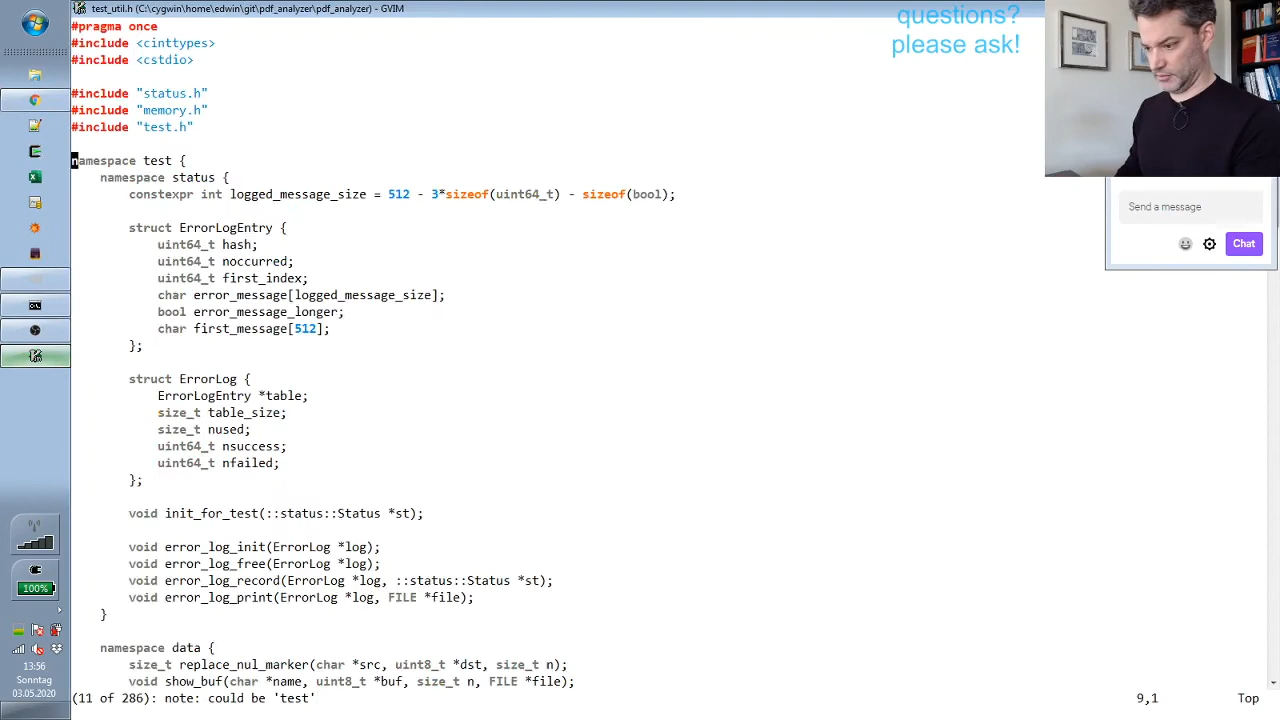 test_util.h (C:\cygwin\home\edwin\git\pdf_analyzer\pdf_analyzer) - GVIM
questions?
please ask!
#pragma once
#include <cinttypes>
#include <cstdio>
#include "status.h"
#include "memory.h"
#include "test.h"
namespace test {
namespace status {
constexpr int logged_message_size = 512 - 3*sizeof(uint64_t) - sizeof(bool);
struct ErrorLogEntry {
uint64_t hash;
uint64_t noccurred;
uint64_t first_index;
char error_message[logged_message_size];
bool error_message_longer;
char first_message[512];
};
struct ErrorLog {
ErrorLogEntry *table;
size_t table_size;
size_t nused;
uint64_t nsuccess;
uint64_t nfailed;
};
void init_for_test(::status::Status *st);
void error_log_init(ErrorLog *log);
void error_log_free(ErrorLog *log);
void error_log_record(ErrorLog *log, ::status::Status *st);
void error_log_print(ErrorLog *log, FILE *file);
}
namespace data {
size_t replace_nul_marker(char *src, uint8_t *dst, size_t n);
void show_buf(char *name, uint8_t *buf, size_t n, FILE *file);
(11 of 286): note: could be 'test'
9,1
Top
Send a message
Chat
100%
13:56
Sonntag
03.05.2020